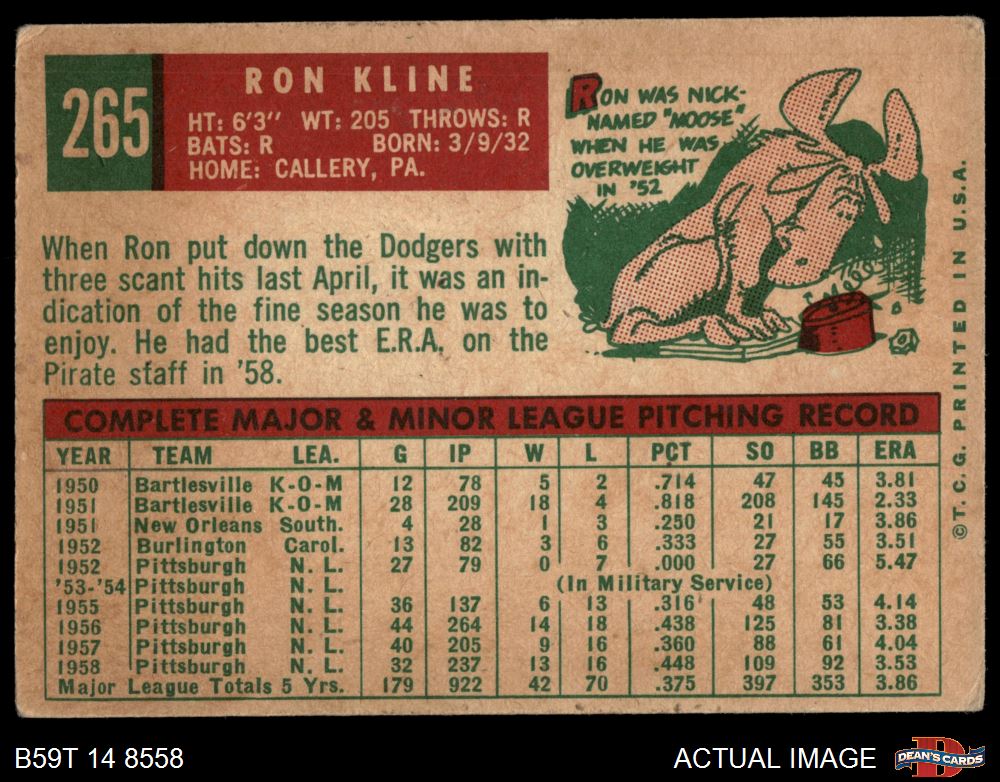 265
RON KLINE
HT: 6'3" WT: 205 THROWS: R
BATS: R BORN: 3/9/32
HOME: CALLERY, PA.
RON WAS NICK-
NAMED "MOOSE"
WHEN HE WAS
OVERWEIGHT
IN '52
When Ron put down the Dodgers with
three scant hits last April, it was an in-
dication of the fine season he was to
enjoy. He had the best E.R.A. on the
Pirate staff in '58.
COMPLETE MAJOR & MINOR LEAGUE PITCHING RECORD
YEAR TEAM LEA. G IP W L PCT SO BB ERA
1950 Bartlesville K-O-M 12 78 5 2 .714 47 45 3.81
1951 Bartlesville K-O-M 28 209 18 4 .818 208 145 2.33
1951 New Orleans South. 4 28 1 3 .250 21 17 3.86
1952 Burlington Carol. 13 82 3 6 .333 27 55 3.51
1952 Pittsburgh N. L. 27 79 0 7 .000 27 66 5.47
'53-'54 Pittsburgh N. L. (In Military Service)
1955 Pittsburgh N. L. 36 137 6 13 .316 48 53 4.14
1956 Pittsburgh N. L. 44 264 14 18 .438 125 81 3.38
1957 Pittsburgh N. L. 40 205 9 16 .360 88 61 4.04
1958 Pittsburgh N. L. 32 237 13 16 .448 109 92 3.53
Major League Totals 5 Yrs. 179 922 42 70 .375 397 353 3.86
©T.C.G. PRINTED IN U.S.A.
B59T 14 8558
ACTUAL IMAGE
D
DEAN'S CARDS